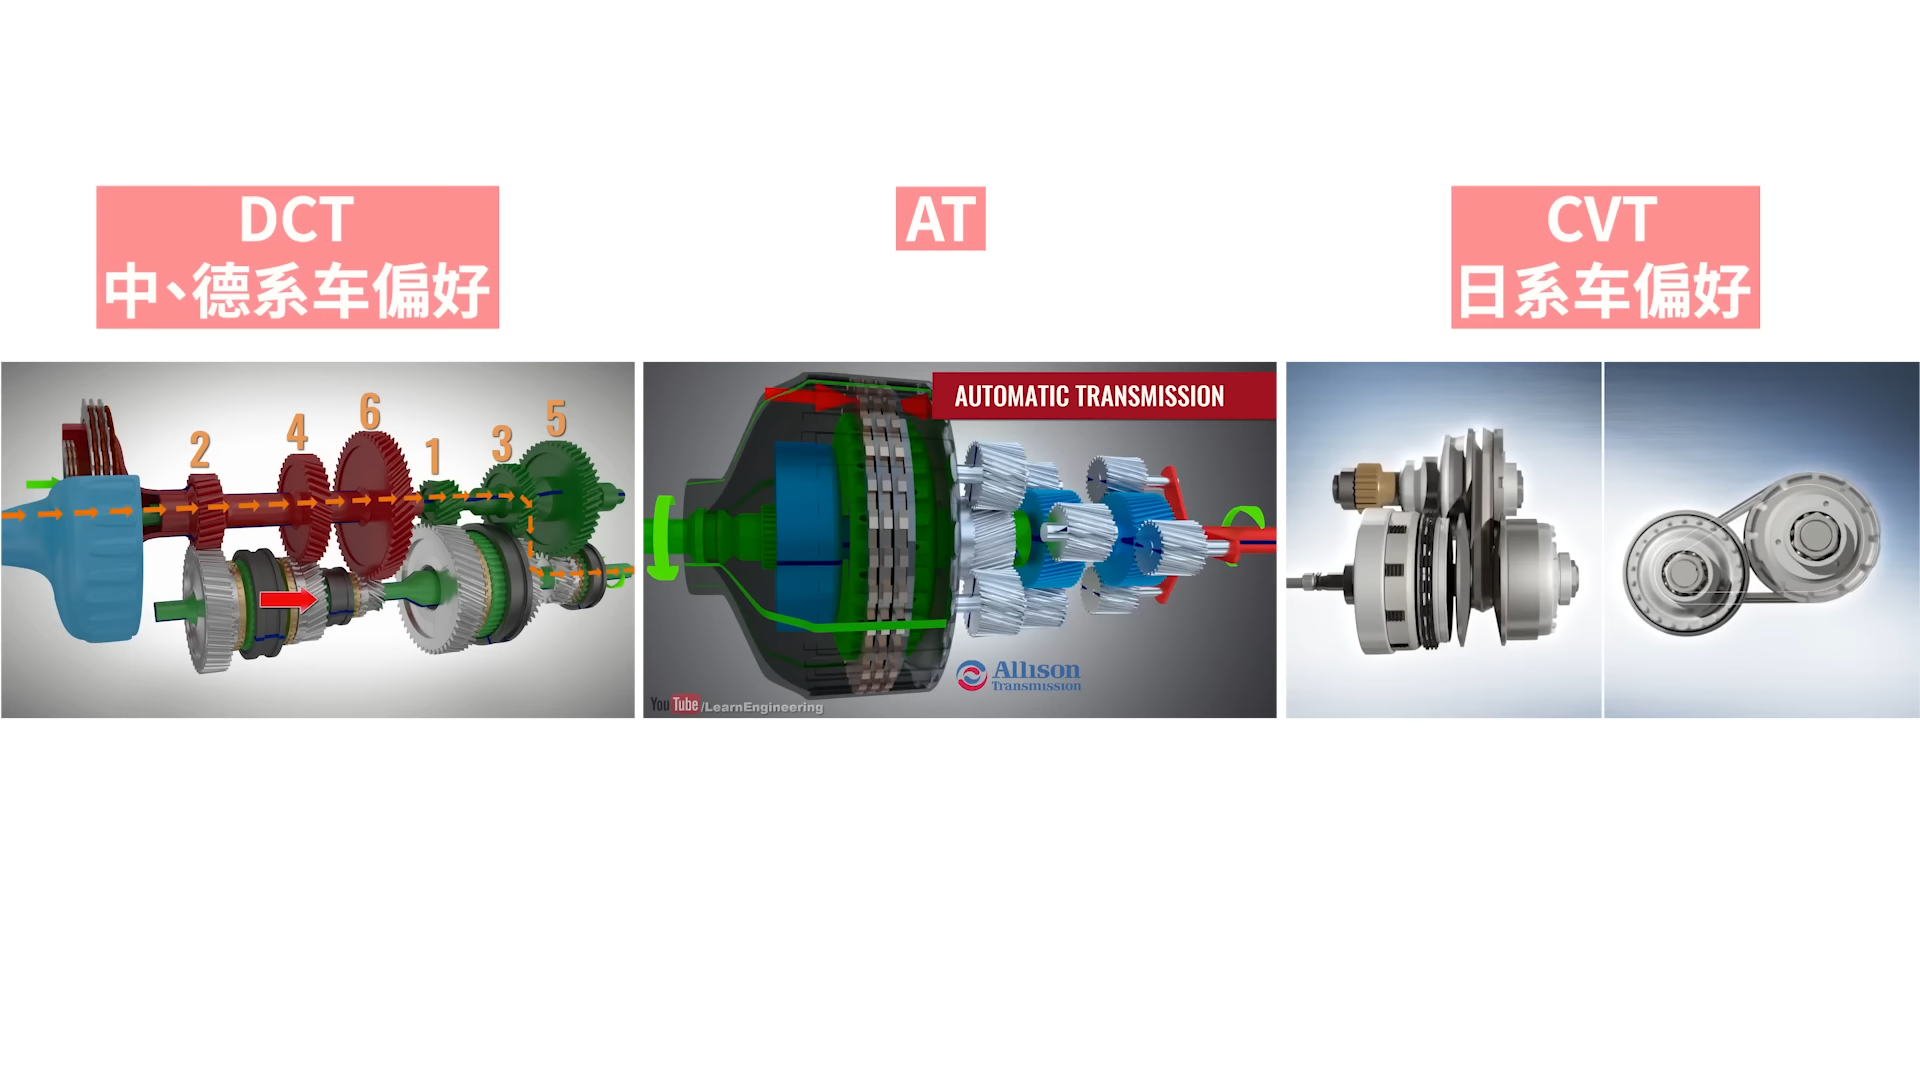 DCT
中、德系车偏好
AT
CVT
日系车偏好
2
4
6
1
3
5
AUTOMATIC TRANSMISSION
Allison
Transmission
YouTube/LearnEngineering